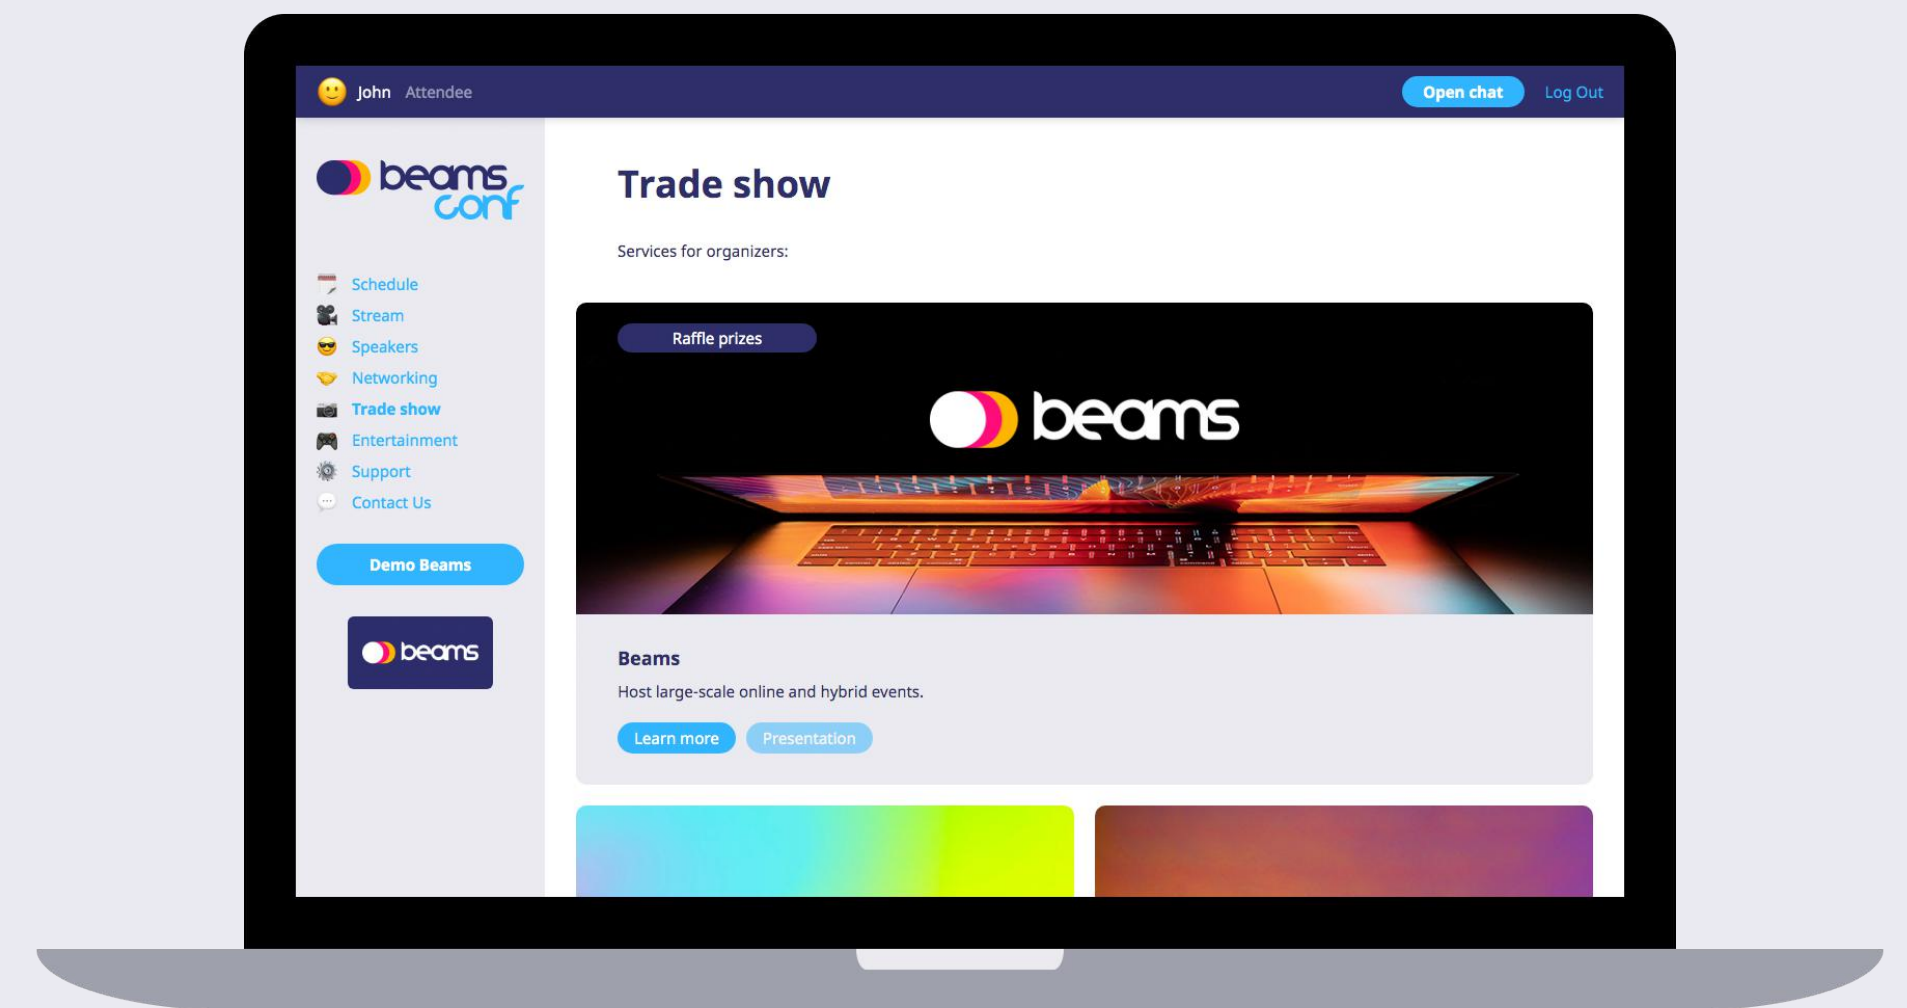 John Attendee
Open chat
Log Out
beams
conf
Schedule
Stream
Speakers
Networking
Trade show
Entertainment
Support
Contact Us
Demo Beams
beams
Trade show
Services for organizers:
Raffle prizes
beams
Beams
Host large-scale online and hybrid events.
Learn more
Presentation